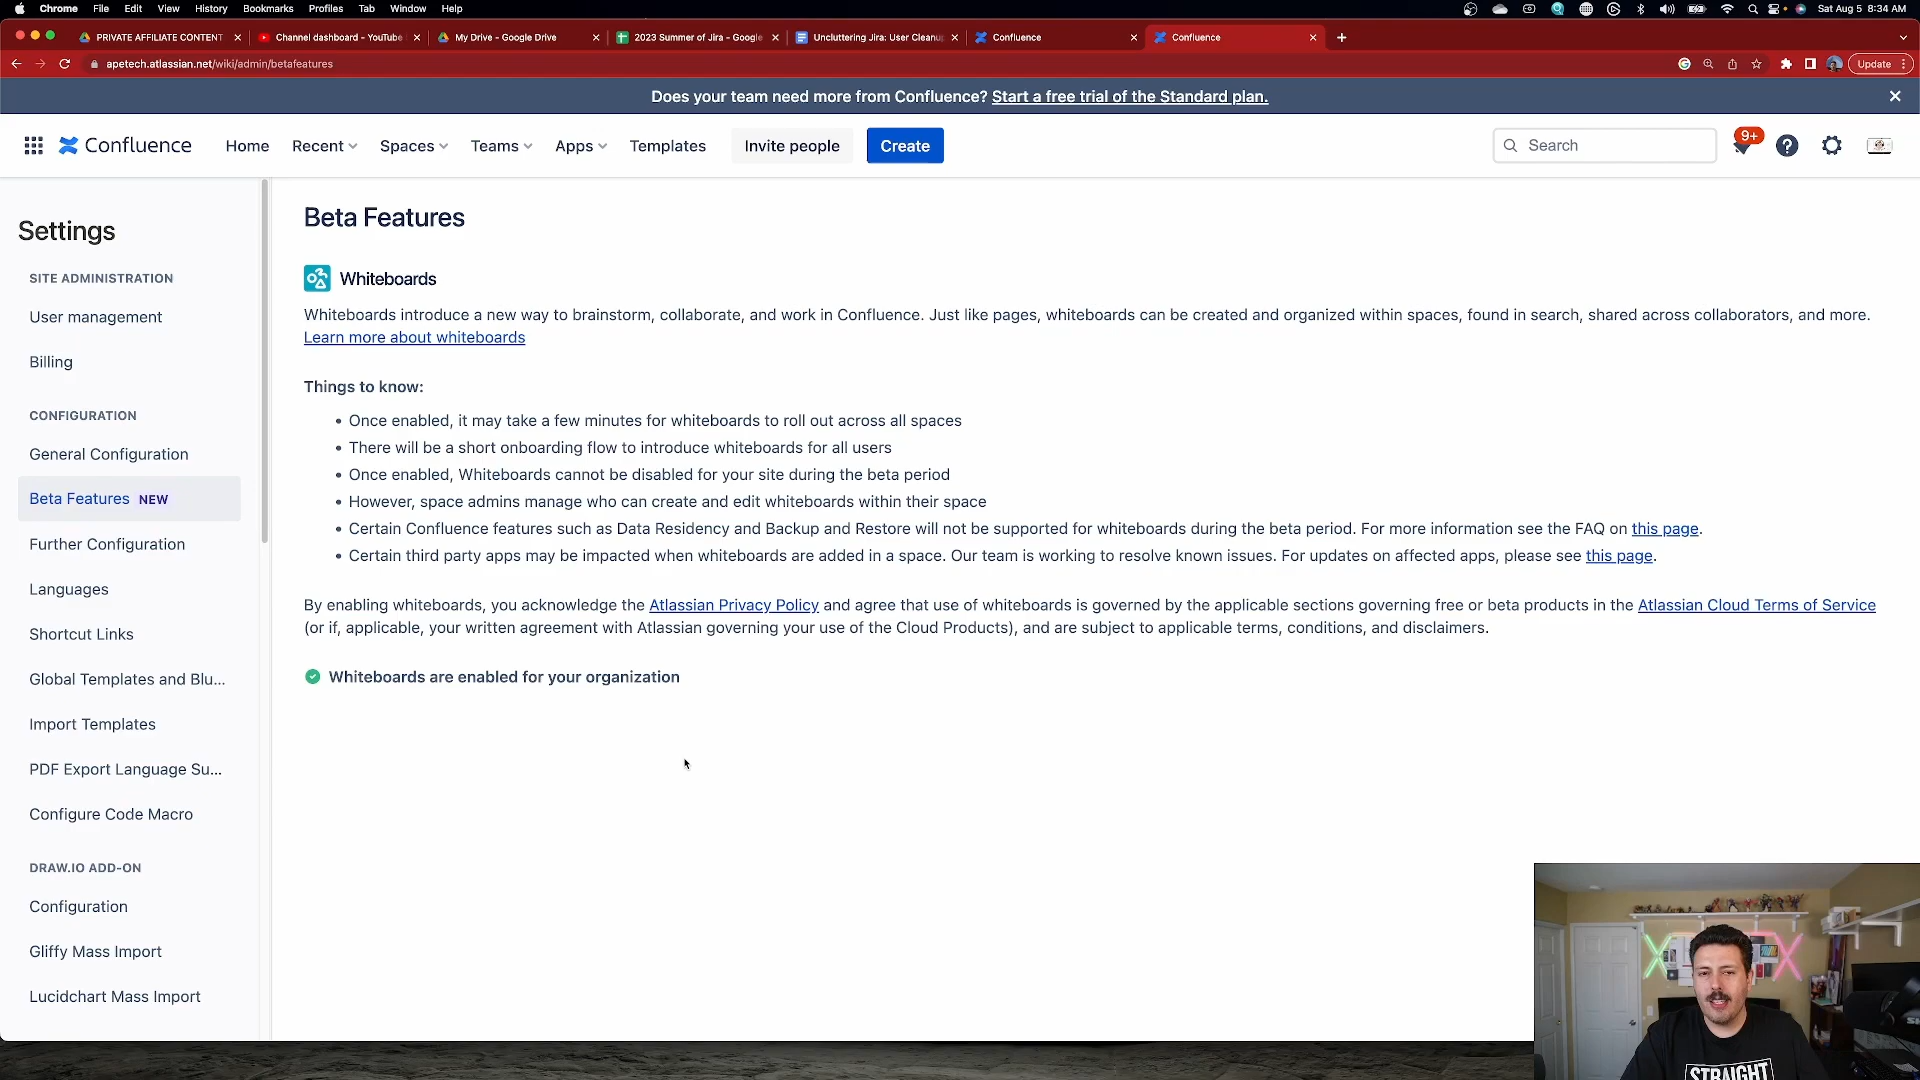 Chrome File Edit View History Bookmarks Profiles Tab Window Help
Sat Aug 5 8:34 AM
PRIVATE AFFILIATE CONTENT
Channel dashboard - YouTube
My Drive - Google Drive
2023 Summer of Jira - Google
Uncluttering Jira: User Cleanup
Confluence
Confluence
apetech.atlassian.net/wiki/admin/betafeatures
Update
Does your team need more from Confluence? Start a free trial of the Standard plan.
Confluence
Home
Recent
Spaces
Teams
Apps
Templates
Invite people
Create
Search
9+
Settings
SITE ADMINISTRATION
User management
Billing
CONFIGURATION
General Configuration
Beta Features NEW
Further Configuration
Languages
Shortcut Links
Global Templates and Blu...
Import Templates
PDF Export Language Su...
Configure Code Macro
DRAW.IO ADD-ON
Configuration
Gliffy Mass Import
Lucidchart Mass Import
Beta Features
Whiteboards
Whiteboards introduce a new way to brainstorm, collaborate, and work in Confluence. Just like pages, whiteboards can be created and organized within spaces, found in search, shared across collaborators, and more.
Learn more about whiteboards
Things to know:
• Once enabled, it may take a few minutes for whiteboards to roll out across all spaces
• There will be a short onboarding flow to introduce whiteboards for all users
• Once enabled, Whiteboards cannot be disabled for your site during the beta period
• However, space admins manage who can create and edit whiteboards within their space
• Certain Confluence features such as Data Residency and Backup and Restore will not be supported for whiteboards during the beta period. For more information see the FAQ on this page.
• Certain third party apps may be impacted when whiteboards are added in a space. Our team is working to resolve known issues. For updates on affected apps, please see this page.
By enabling whiteboards, you acknowledge the Atlassian Privacy Policy and agree that use of whiteboards is governed by the applicable sections governing free or beta products in the Atlassian Cloud Terms of Service
(or if, applicable, your written agreement with Atlassian governing your use of the Cloud Products), and are subject to applicable terms, conditions, and disclaimers.
Whiteboards are enabled for your organization
STRAIGHT